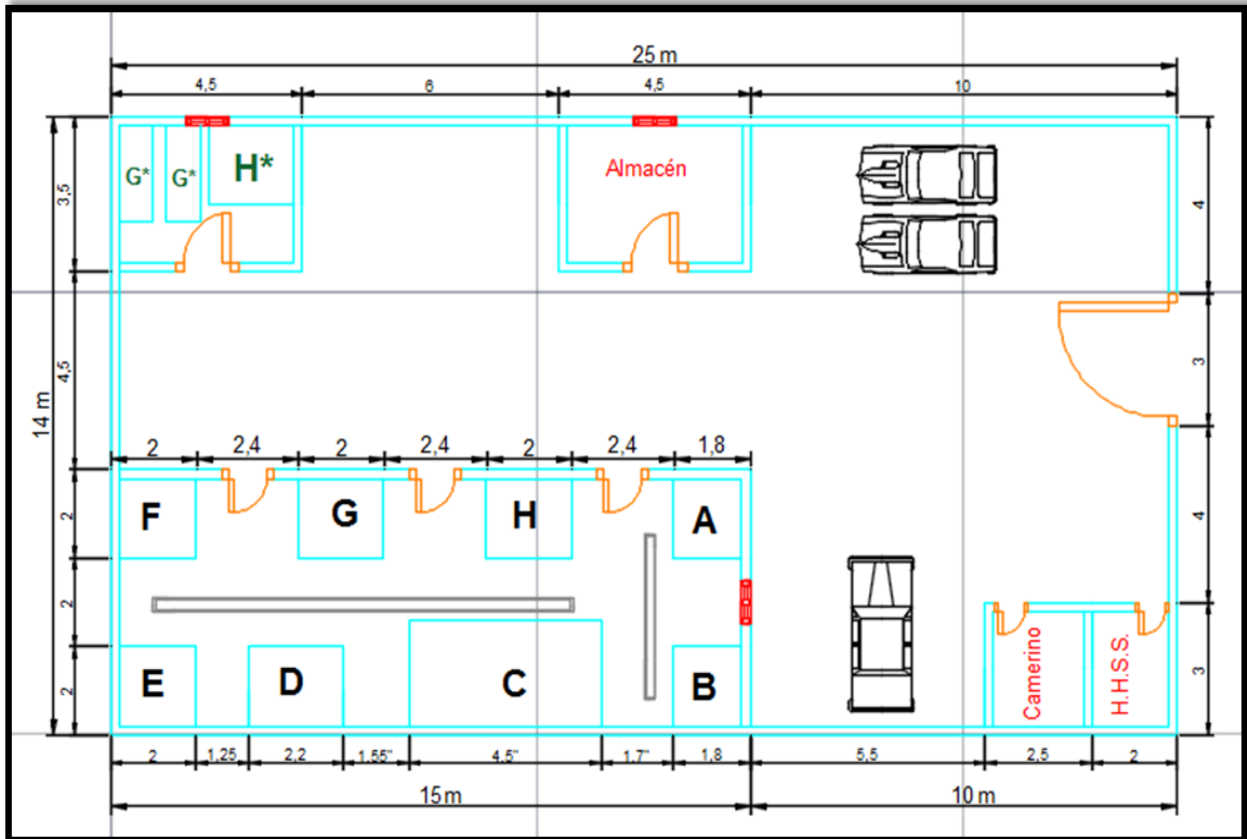 25 m
4,5 6 4,5 10
G* G* H*
Almacén
3,5
4
4,5
3
14 m
2 2,4 2 2,4 2 2,4 1,8
F G H A
2
4
2
E D C B
Camerino
H.H.S.S.
2
3
2 1,25 2,2 1.55" 4.5" 1.7" 1,8 5,5 2,5 2
15 m 10 m